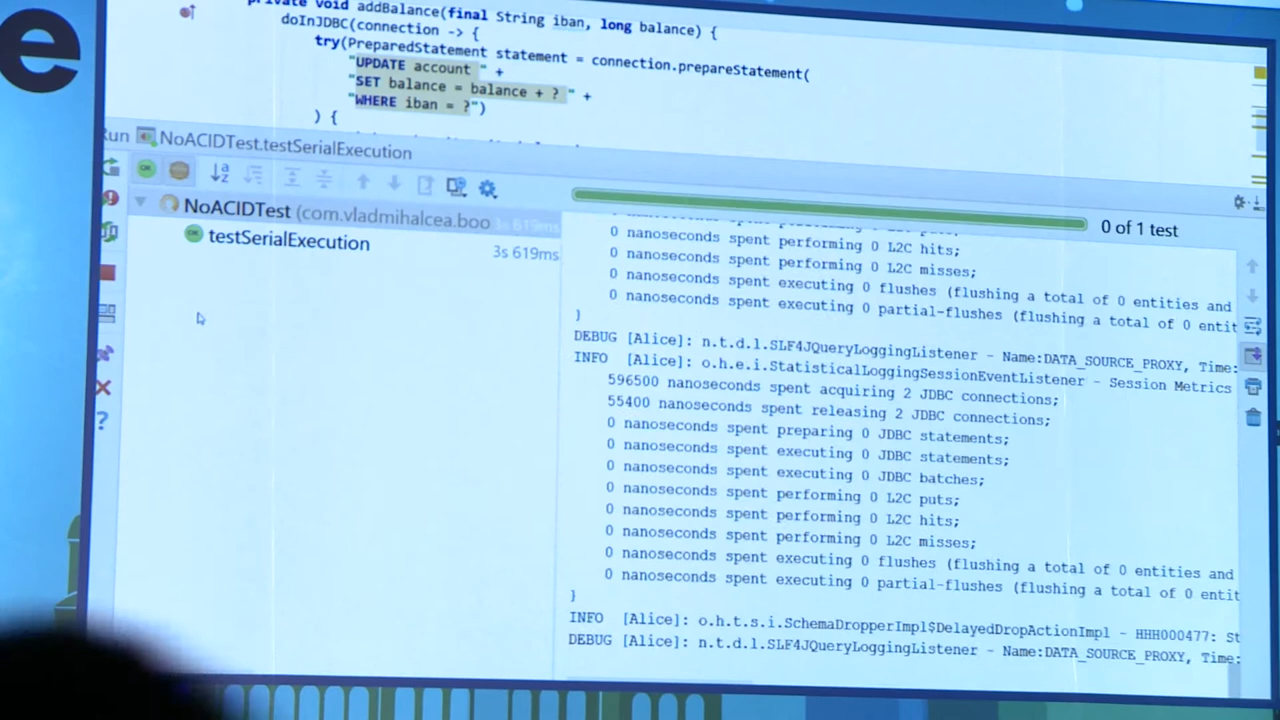 e
private void addBalance(final String iban, long balance) {
doInJDBC(connection -> {
try(PreparedStatement statement = connection.prepareStatement(
"UPDATE account " +
"SET balance = balance + ? " +
"WHERE iban = ?")
) {
Run NoACIDTest.testSerialExecution
0 of 1 test
NoACIDTest (com.vladmihalcea.boo 3s 619ms
testSerialExecution 3s 619ms
0 nanoseconds spent performing 0 L2C puts;
0 nanoseconds spent performing 0 L2C hits;
0 nanoseconds spent performing 0 L2C misses;
0 nanoseconds spent executing 0 flushes (flushing a total of 0 entities and
0 nanoseconds spent executing 0 partial-flushes (flushing a total of 0 entit
}
DEBUG [Alice]: n.t.d.l.SLF4JQueryLoggingListener - Name:DATA_SOURCE_PROXY, Time:
INFO [Alice]: o.h.e.i.StatisticalLoggingSessionEventListener - Session Metrics
596500 nanoseconds spent acquiring 2 JDBC connections;
55400 nanoseconds spent releasing 2 JDBC connections;
0 nanoseconds spent preparing 0 JDBC statements;
0 nanoseconds spent executing 0 JDBC statements;
0 nanoseconds spent executing 0 JDBC batches;
0 nanoseconds spent performing 0 L2C puts;
0 nanoseconds spent performing 0 L2C hits;
0 nanoseconds spent performing 0 L2C misses;
0 nanoseconds spent executing 0 flushes (flushing a total of 0 entities and
0 nanoseconds spent executing 0 partial-flushes (flushing a total of 0 entit
}
INFO [Alice]: o.h.t.s.i.SchemaDropperImpl$DelayedDropActionImpl - HHH000477: St
DEBUG [Alice]: n.t.d.l.SLF4JQueryLoggingListener - Name:DATA_SOURCE_PROXY, Time: